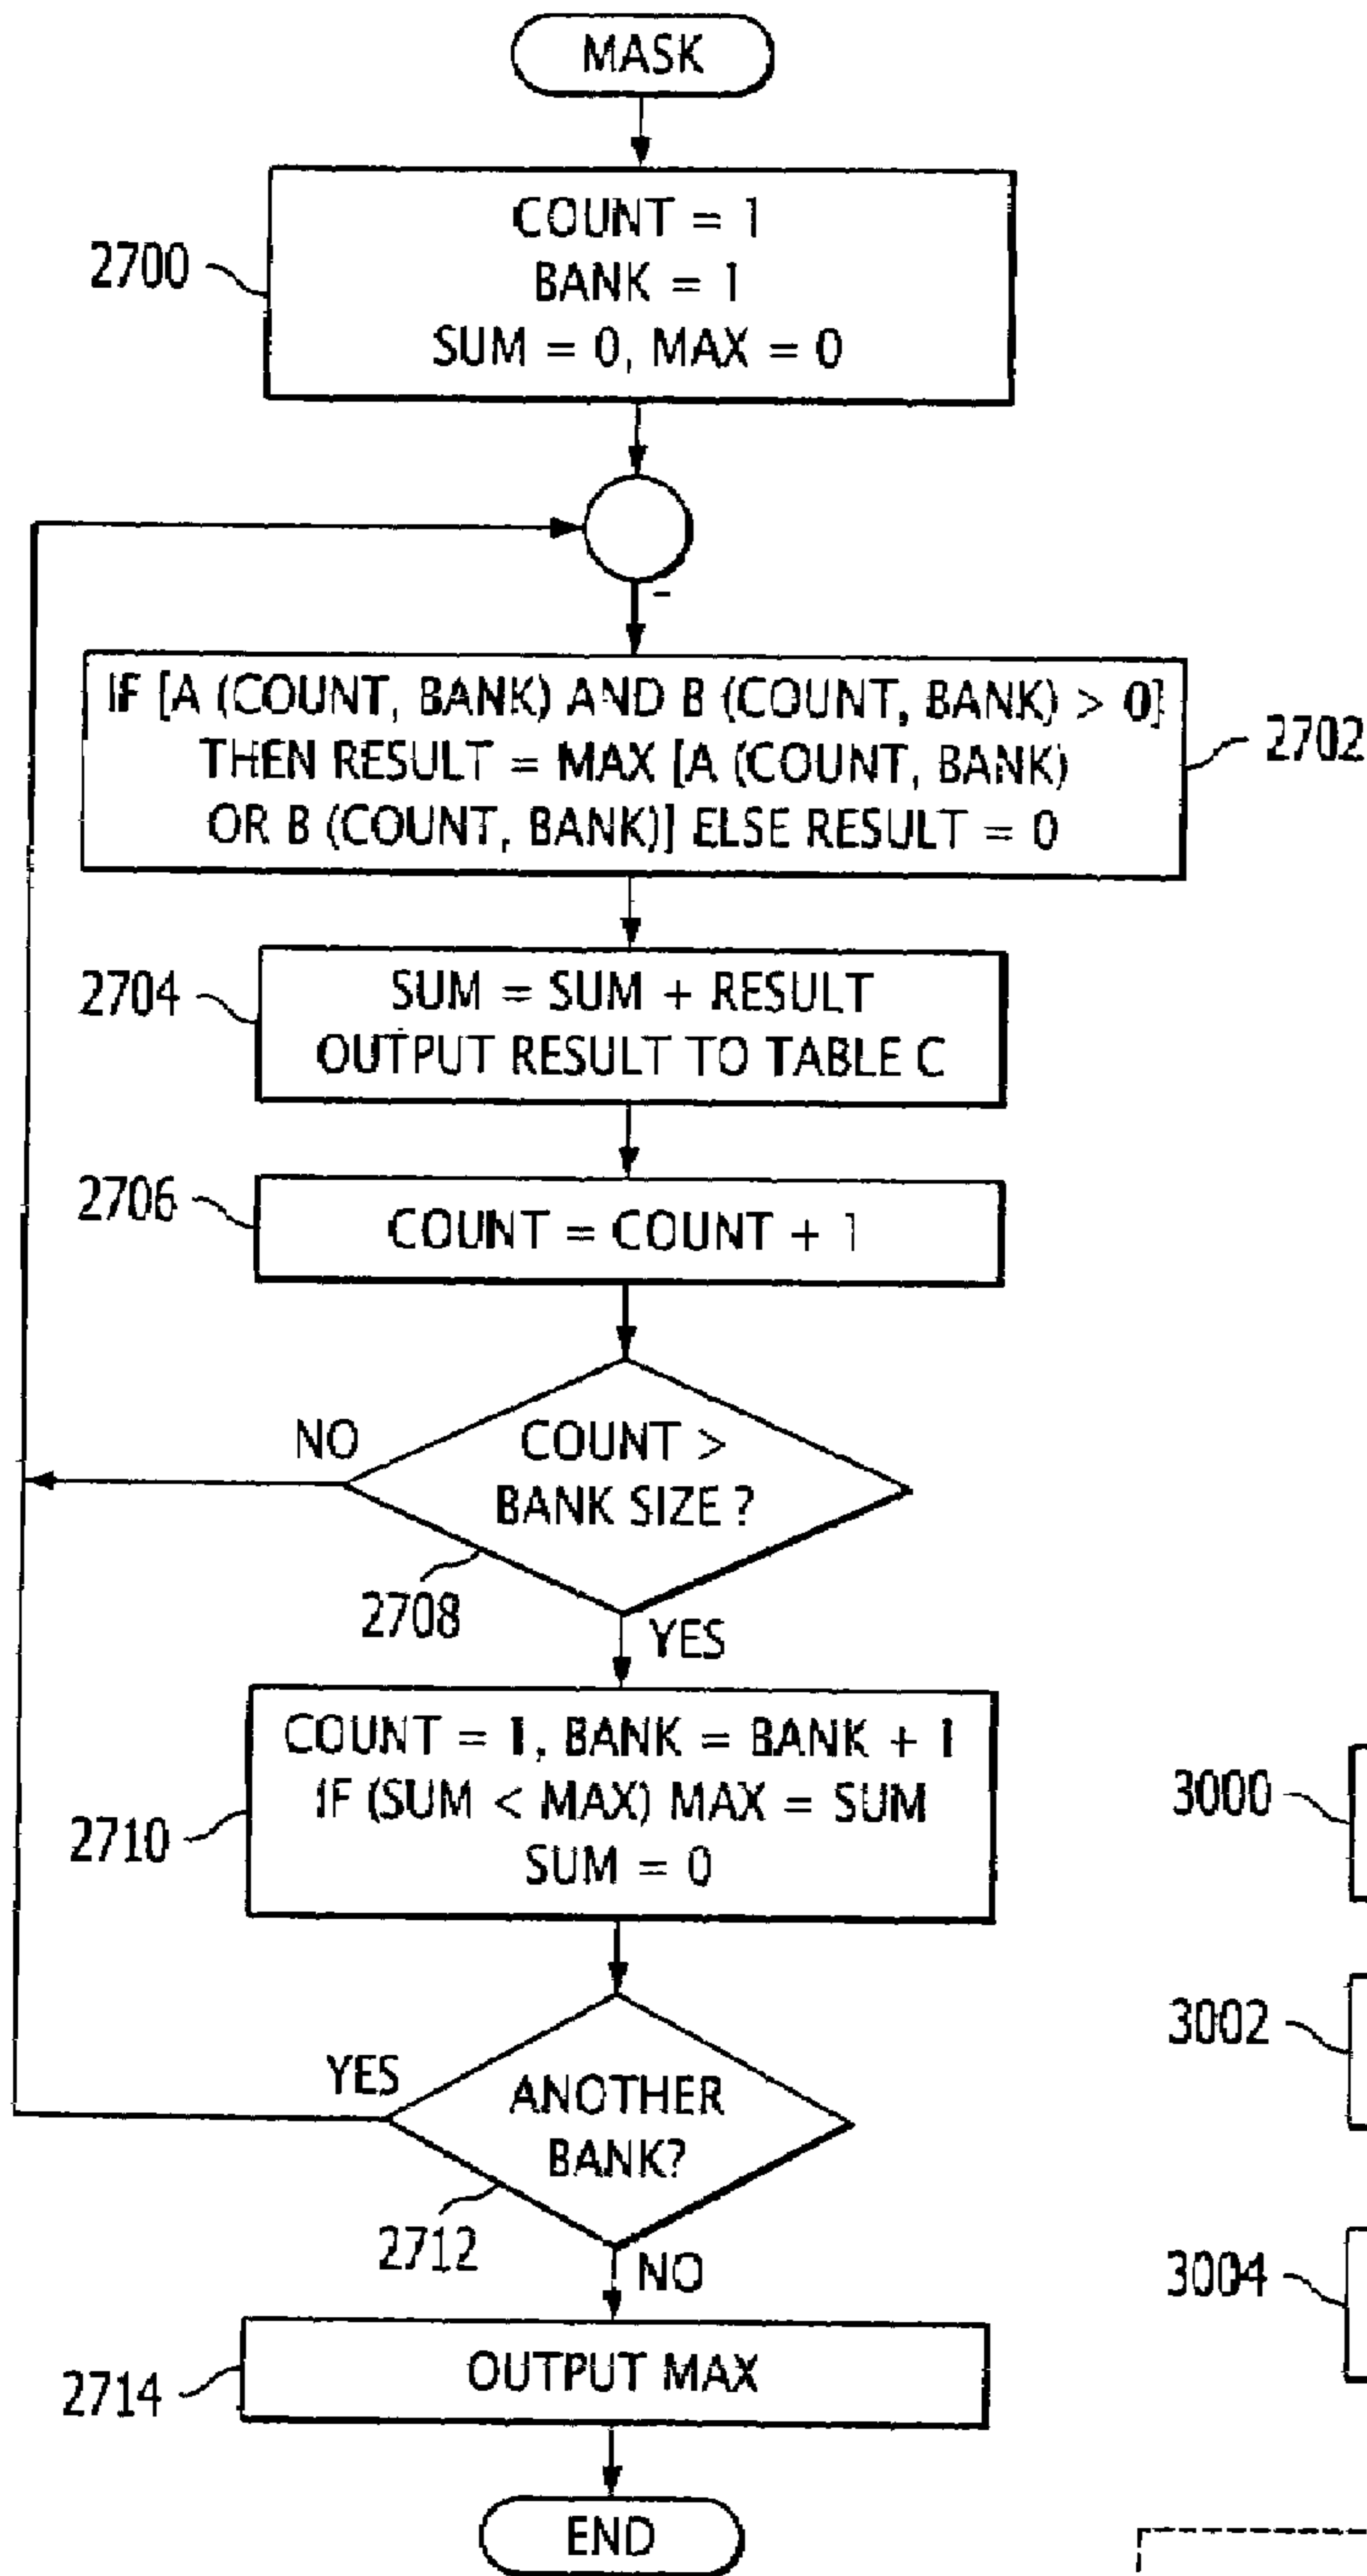 MASK
COUNT = 1
BANK = 1
SUM = 0, MAX = 0
2700
IF [A (COUNT, BANK) AND B (COUNT, BANK) > 0]
THEN RESULT = MAX [A (COUNT, BANK)
OR B (COUNT, BANK)] ELSE RESULT = 0
2702
SUM = SUM + RESULT
OUTPUT RESULT TO TABLE C
2704
COUNT = COUNT + 1
2706
COUNT >
BANK SIZE ?
NO
2708
YES
COUNT = 1, BANK = BANK + 1
IF (SUM < MAX) MAX = SUM
SUM = 0
2710
ANOTHER
BANK?
YES
2712
NO
OUTPUT MAX
2714
END
3000
3002
3004